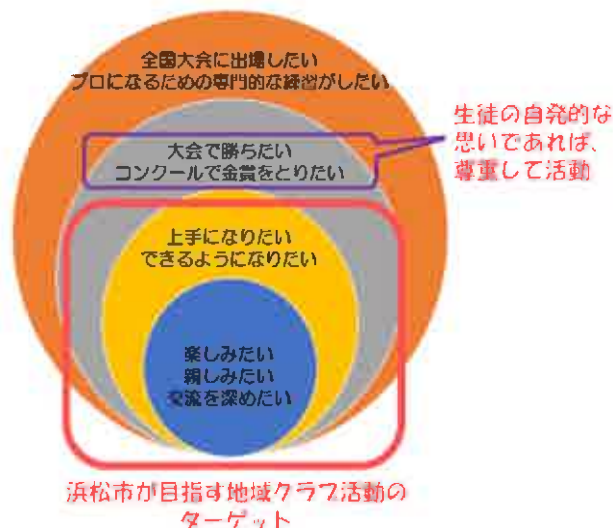 全国大会に出場したい
プロになるための専門的な練習がしたい
大会で勝ちたい
コンクールで金賞をとりたい
生徒の自発的な
思いであれば、
尊重して活動
上手になりたい
できるようになりたい
楽しみたい
親しみたい
交流を深めたい
浜松市が目指す地域クラブ活動の
ターゲット